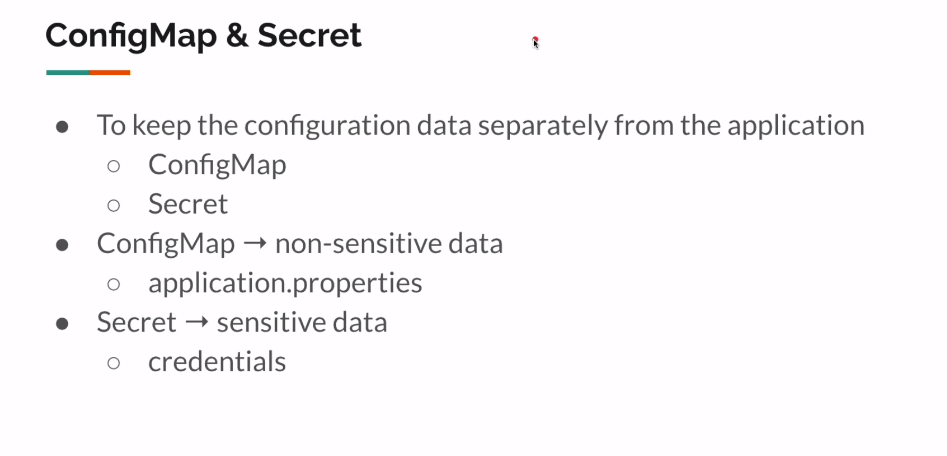 ConfigMap & Secret
● To keep the configuration data separately from the application
○ ConfigMap
○ Secret
● ConfigMap → non-sensitive data
○ application.properties
● Secret → sensitive data
○ credentials